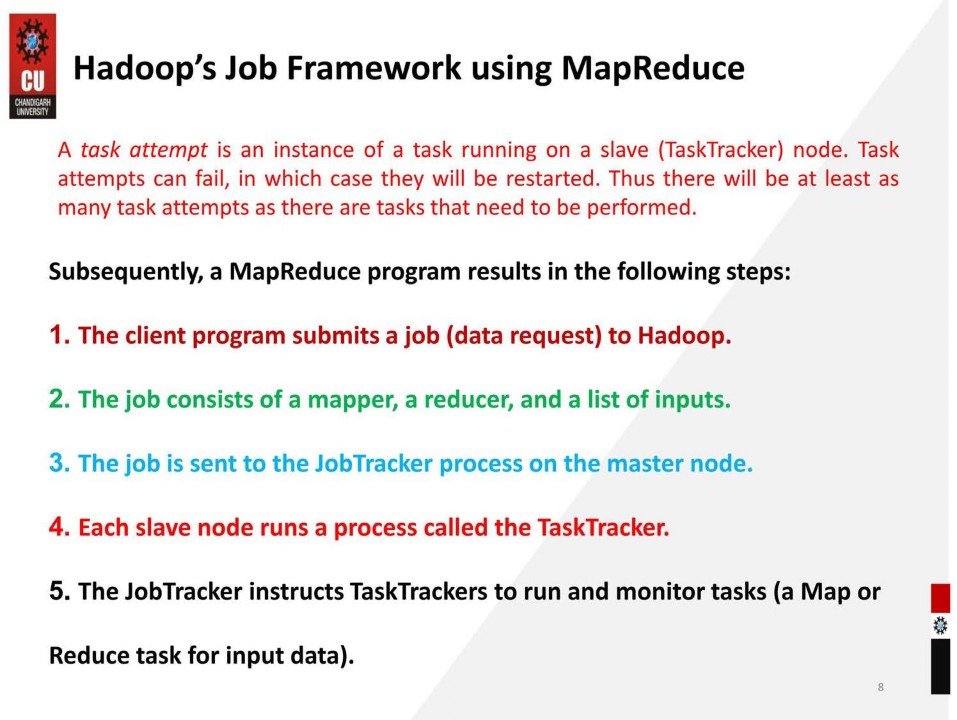 CU
CHANDIGARH
UNIVERSITY
Hadoop’s Job Framework using MapReduce
A task attempt is an instance of a task running on a slave (TaskTracker) node. Task
attempts can fail, in which case they will be restarted. Thus there will be at least as
many task attempts as there are tasks that need to be performed.
Subsequently, a MapReduce program results in the following steps:
1. The client program submits a job (data request) to Hadoop.
2. The job consists of a mapper, a reducer, and a list of inputs.
3. The job is sent to the JobTracker process on the master node.
4. Each slave node runs a process called the TaskTracker.
5. The JobTracker instructs TaskTrackers to run and monitor tasks (a Map or
Reduce task for input data).
8